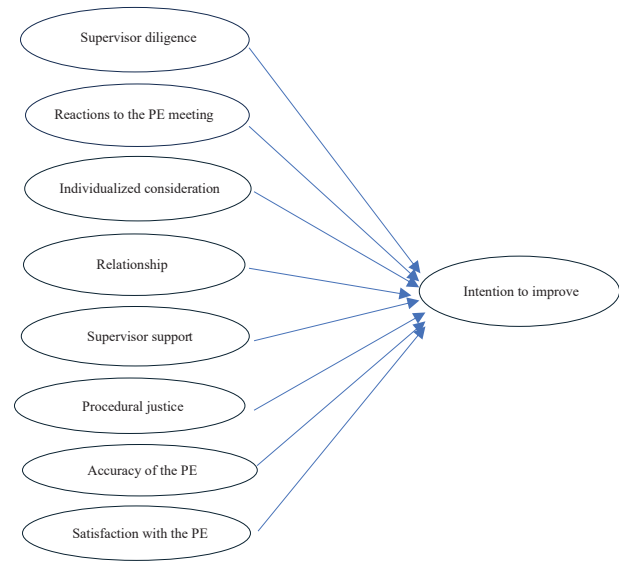 Supervisor diligence
Reactions to the PE meeting
Individualized consideration
Relationship
Intention to improve
Supervisor support
Procedural justice
Accuracy of the PE
Satisfaction with the PE